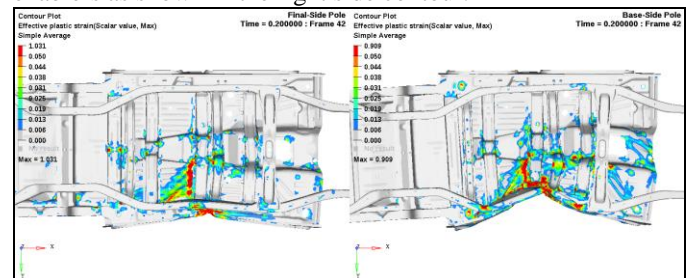 Contour Plot
Effective plastic strain(Scalar value, Max)
Simple Average
Final-Side Pole
Time = 0.200000 : Frame 42
1.031
0.050
0.044
0.038
0.031
0.025
0.019
0.013
0.006
0.000
Max = 1.031
X
Contour Plot
Effective plastic strain(Scalar value, Max)
Simple Average
Base-Side Pole
Time = 0.200000 : Frame 42
0.909
0.050
0.044
0.038
0.031
0.025
0.019
0.013
0.006
0.000
Max = 0.909
X